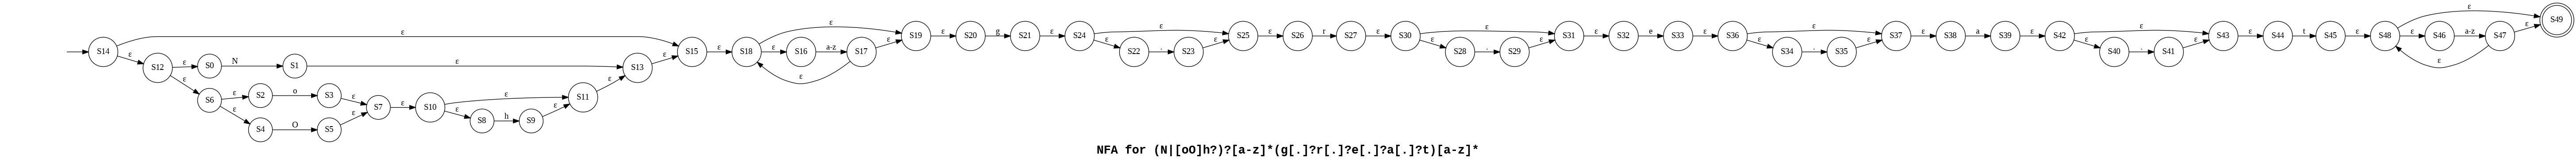 ε
S14 ε S12 ε S0 N S1 ε S13 ε S15 ε S18 ε S16 a-z S17 ε S19 ε S20 g S21 ε S24 ε S22 . S23 ε S25 ε S26 r S27 ε S30 ε S28 . S29 ε S31 ε S32 e S33 ε S36 ε S34 . S35 ε S37 ε S38 a S39 ε S42 ε S40 . S41 ε S43 ε S44 t S45 ε S48 ε S46 a-z S47 ε S49
ε ε ε ε ε ε
ε ε
ε S6 ε S2 o S3 ε S7 ε S10 ε S11 ε
ε S4 O S5 ε ε S8 h S9 ε
NFA for (N|[oO]h?)?[a-z]*(g[.]?r[.]?e[.]?a[.]?t)[a-z]*